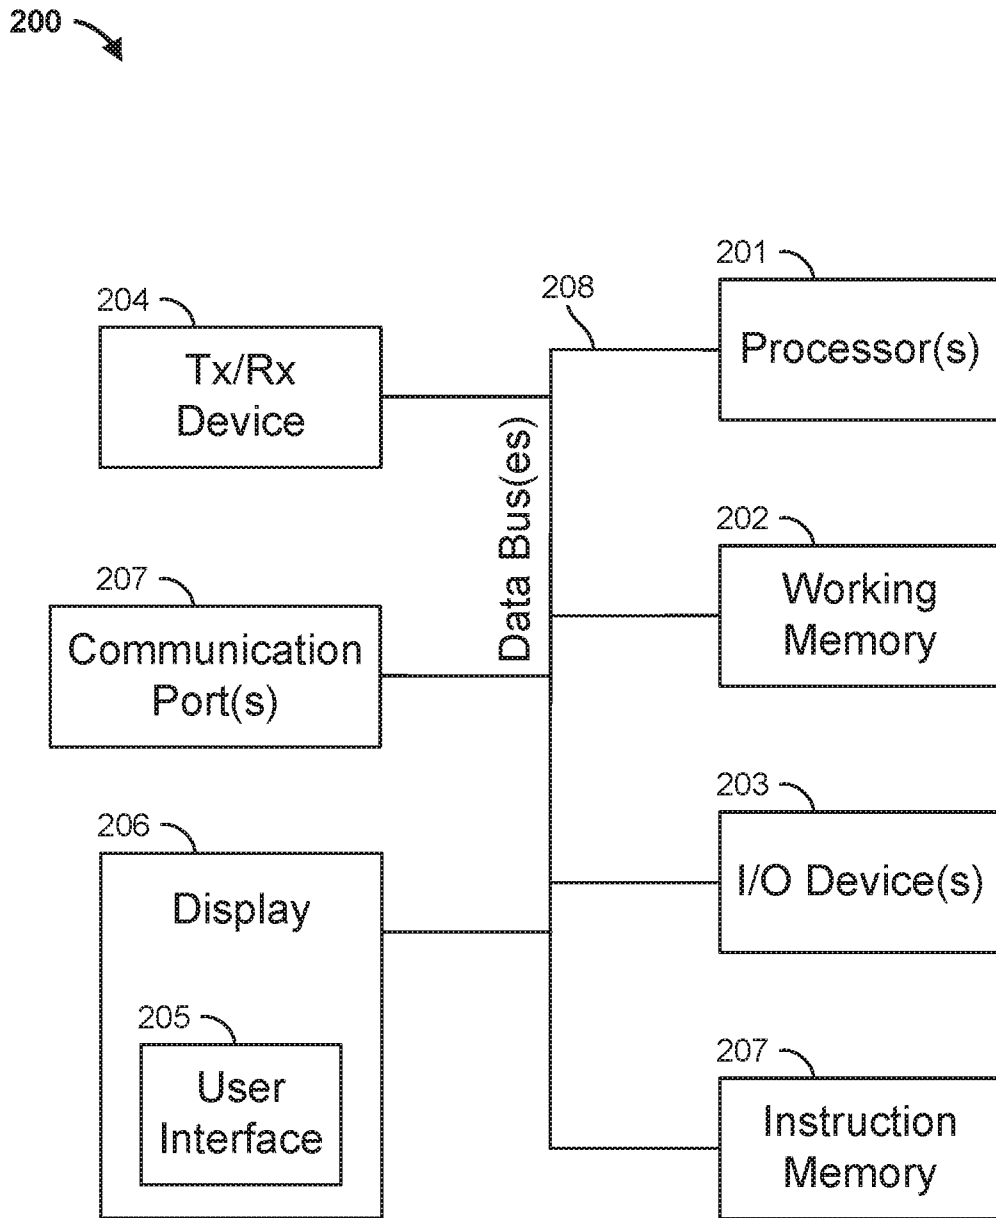 200
201
208
204
Processor(s)
Tx/Rx
Device
Data Bus(es)
202
207
Working
Memory
Communication
Port(s)
203
206
I/O Device(s)
Display
205
207
User
Interface
Instruction
Memory